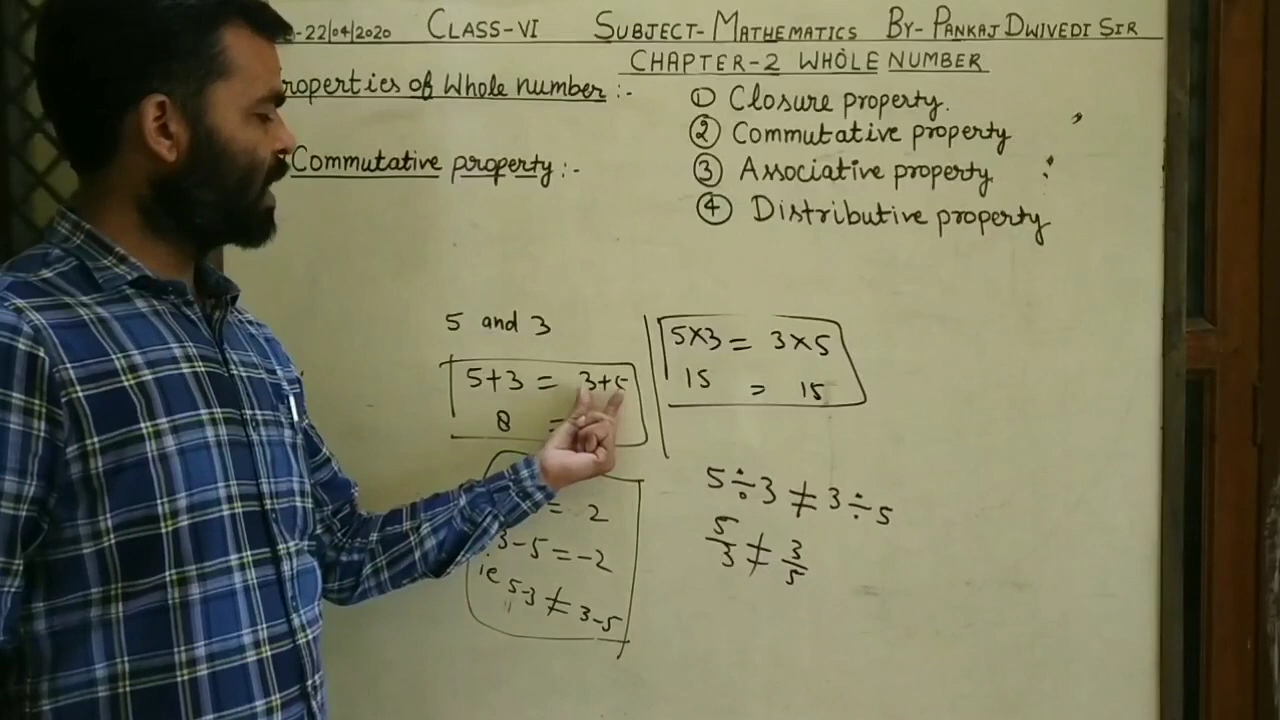 -22/04/2020 CLASS-VI SUBJECT-MATHEMATICS BY-PANKAJ DWIVEDI SIR
CHAPTER-2 WHOLE NUMBER
roperties of Whole number :-
① Closure property.
② Commutative property
③ Associative property
④ Distributive property
Commutative property :-
5 and 3
5+3 = 3+5
8 =
5×3 = 3×5
15 = 15
= 2
3-5 = -2
ie 5-3 ≠ 3-5
5÷3 ≠ 3÷5
5/3 ≠ 3/5